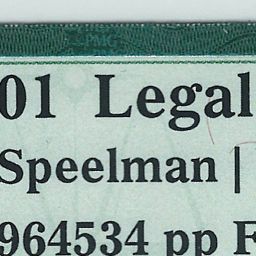 01 Legal
Speelman |
964534 pp F